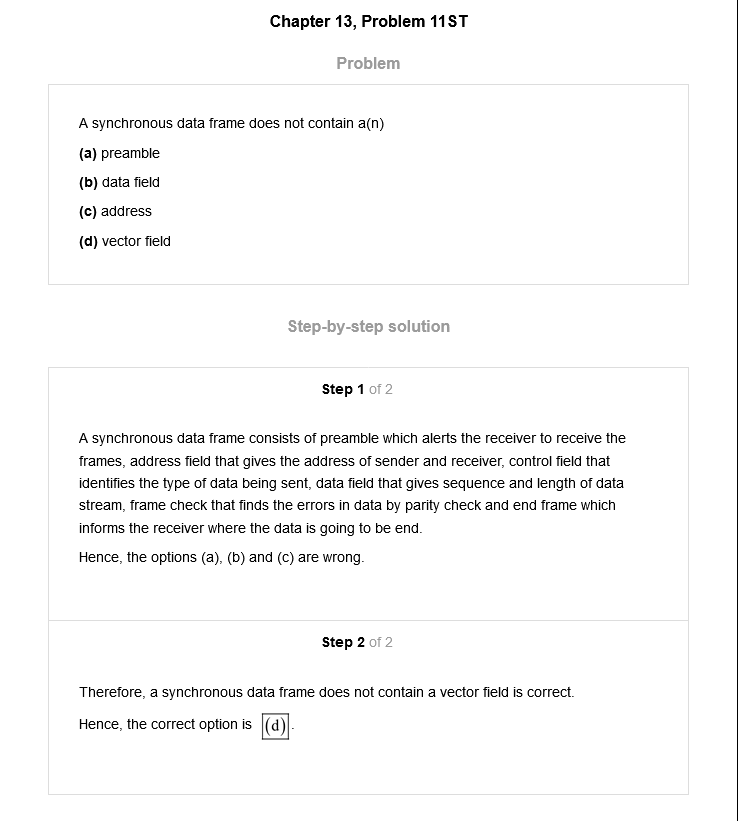 Chapter 13, Problem 11ST
Problem
A synchronous data frame does not contain a(n)
(a) preamble
(b) data field
(c) address
(d) vector field
Step-by-step solution
Step 1 of 2
A synchronous data frame consists of preamble which alerts the receiver to receive the
frames, address field that gives the address of sender and receiver, control field that
identifies the type of data being sent, data field that gives sequence and length of data
stream, frame check that finds the errors in data by parity check and end frame which
informs the receiver where the data is going to be end.
Hence, the options (a), (b) and (c) are wrong.
Step 2 of 2
Therefore, a synchronous data frame does not contain a vector field is correct.
Hence, the correct option is (d).